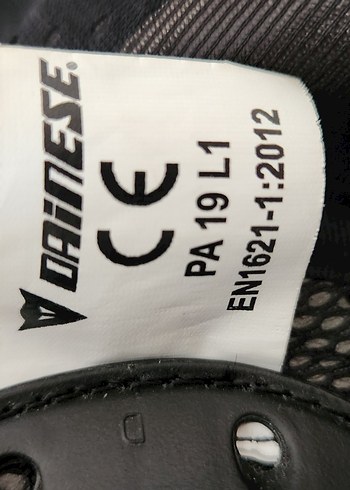 DAINESE®
CE
PA 19 L1
EN1621-1:2012